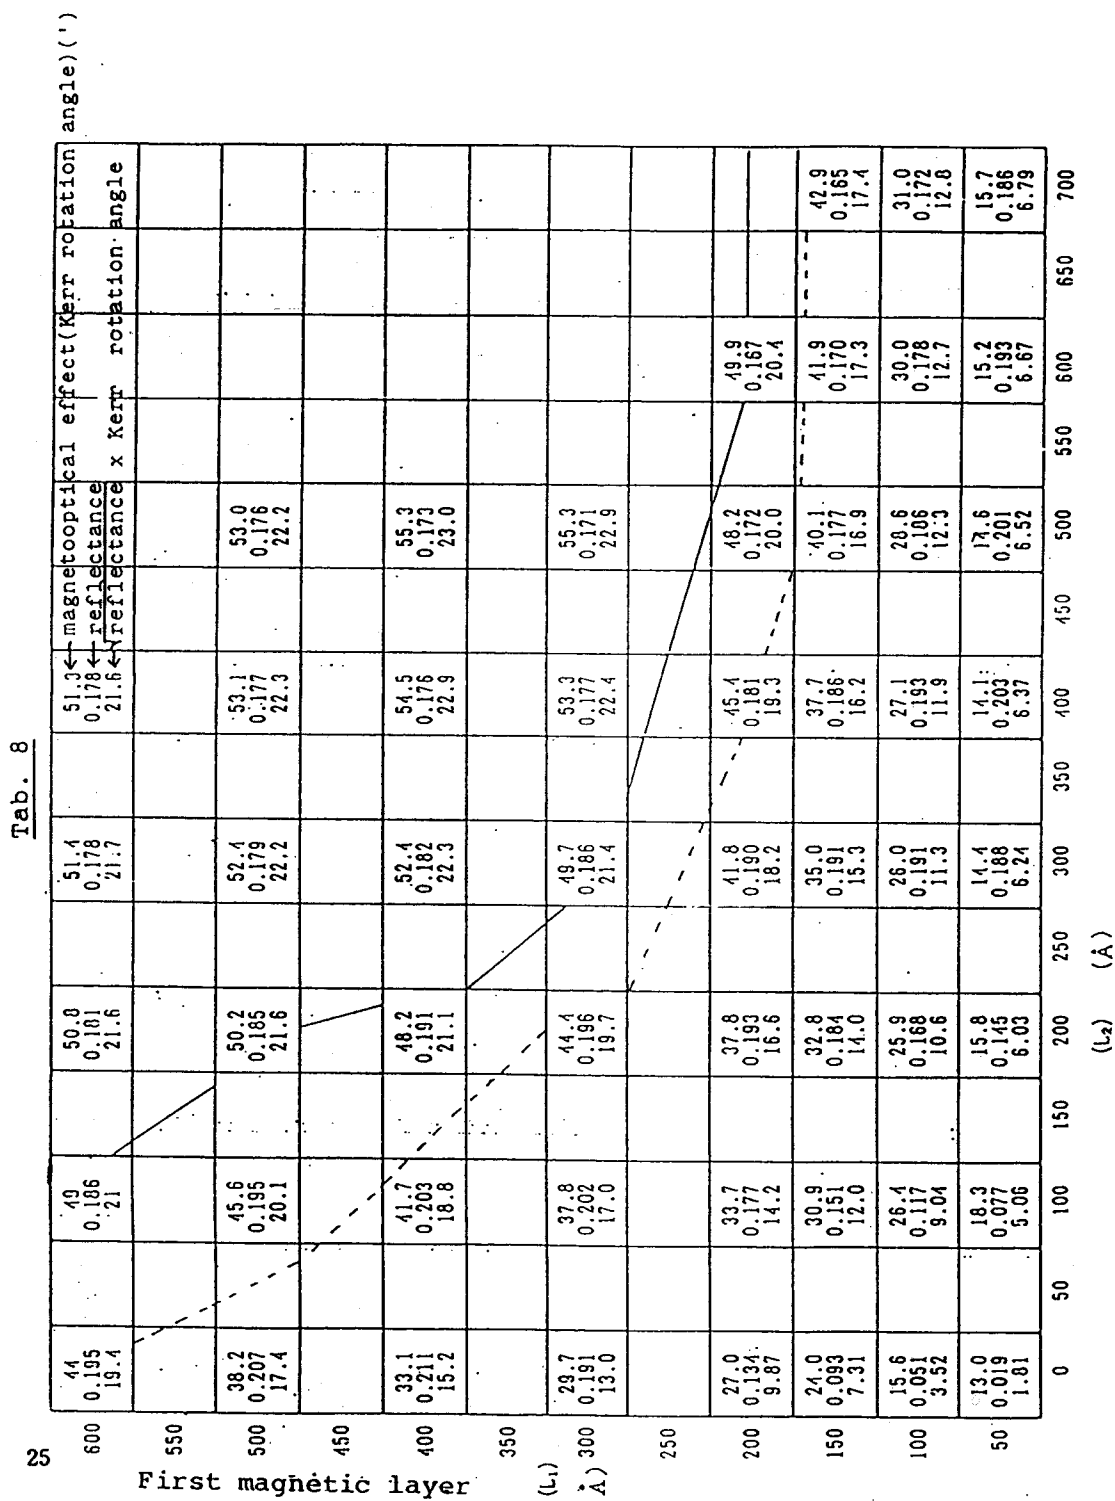 25
Tab. 8
First magnetic layer (L₁) Å)
600
44 49 50.8 51.4 51.3←magnetooptical effect(Kerr rotation angle)(')
0.195 0.186 0.181 0.178 0.178←reflectance
19.4 21 21.6 21.7 21.6←√reflectance x Kerr rotation angle
550
500
38.2 45.6 50.2 52.4 53.1 53.0
0.207 0.195 0.185 0.179 0.177 0.176
17.4 20.1 21.6 22.2 22.3 22.2
450
400
33.1 41.7 48.2 52.4 54.5 55.3
0.211 0.203 0.191 0.182 0.176 0.173
15.2 18.8 21.1 22.3 22.9 23.0
350
300
29.7 37.8 44.4 49.7 53.3 55.3
0.191 0.202 0.196 0.186 0.177 0.171
13.0 17.0 19.7 21.4 22.4 22.9
250
200
27.0 33.7 37.8 41.8 45.4 48.2 49.9
0.134 0.177 0.193 0.190 0.181 0.172 0.167
9.87 14.2 16.6 18.2 19.3 20.0 20.4
150
24.0 30.9 32.8 35.0 37.7 40.1 41.9 42.9
0.093 0.151 0.184 0.191 0.186 0.177 0.170 0.165
7.31 12.0 14.0 15.3 16.2 16.9 17.3 17.4
100
15.6 26.4 25.9 26.0 27.1 28.6 30.0 31.0
0.051 0.117 0.168 0.191 0.193 0.186 0.178 0.172
3.52 9.04 10.6 11.3 11.9 12.3 12.7 12.8
50
13.0 18.3 15.8 14.4 14.1 14.6 15.2 15.7
0.019 0.077 0.145 0.188 0.203 0.201 0.193 0.186
1.81 5.06 6.03 6.24 6.37 6.52 6.67 6.79
0 50 100 150 200 250 300 350 400 450 500 550 600 650 700
(L₂) (Å)